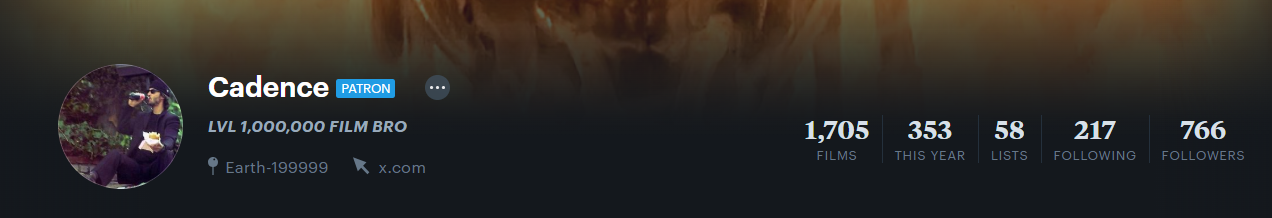 Cadence PATRON
LVL 1,000,000 FILM BRO
Earth-199999 x.com
1,705 353 58 217 766
FILMS THIS YEAR LISTS FOLLOWING FOLLOWERS